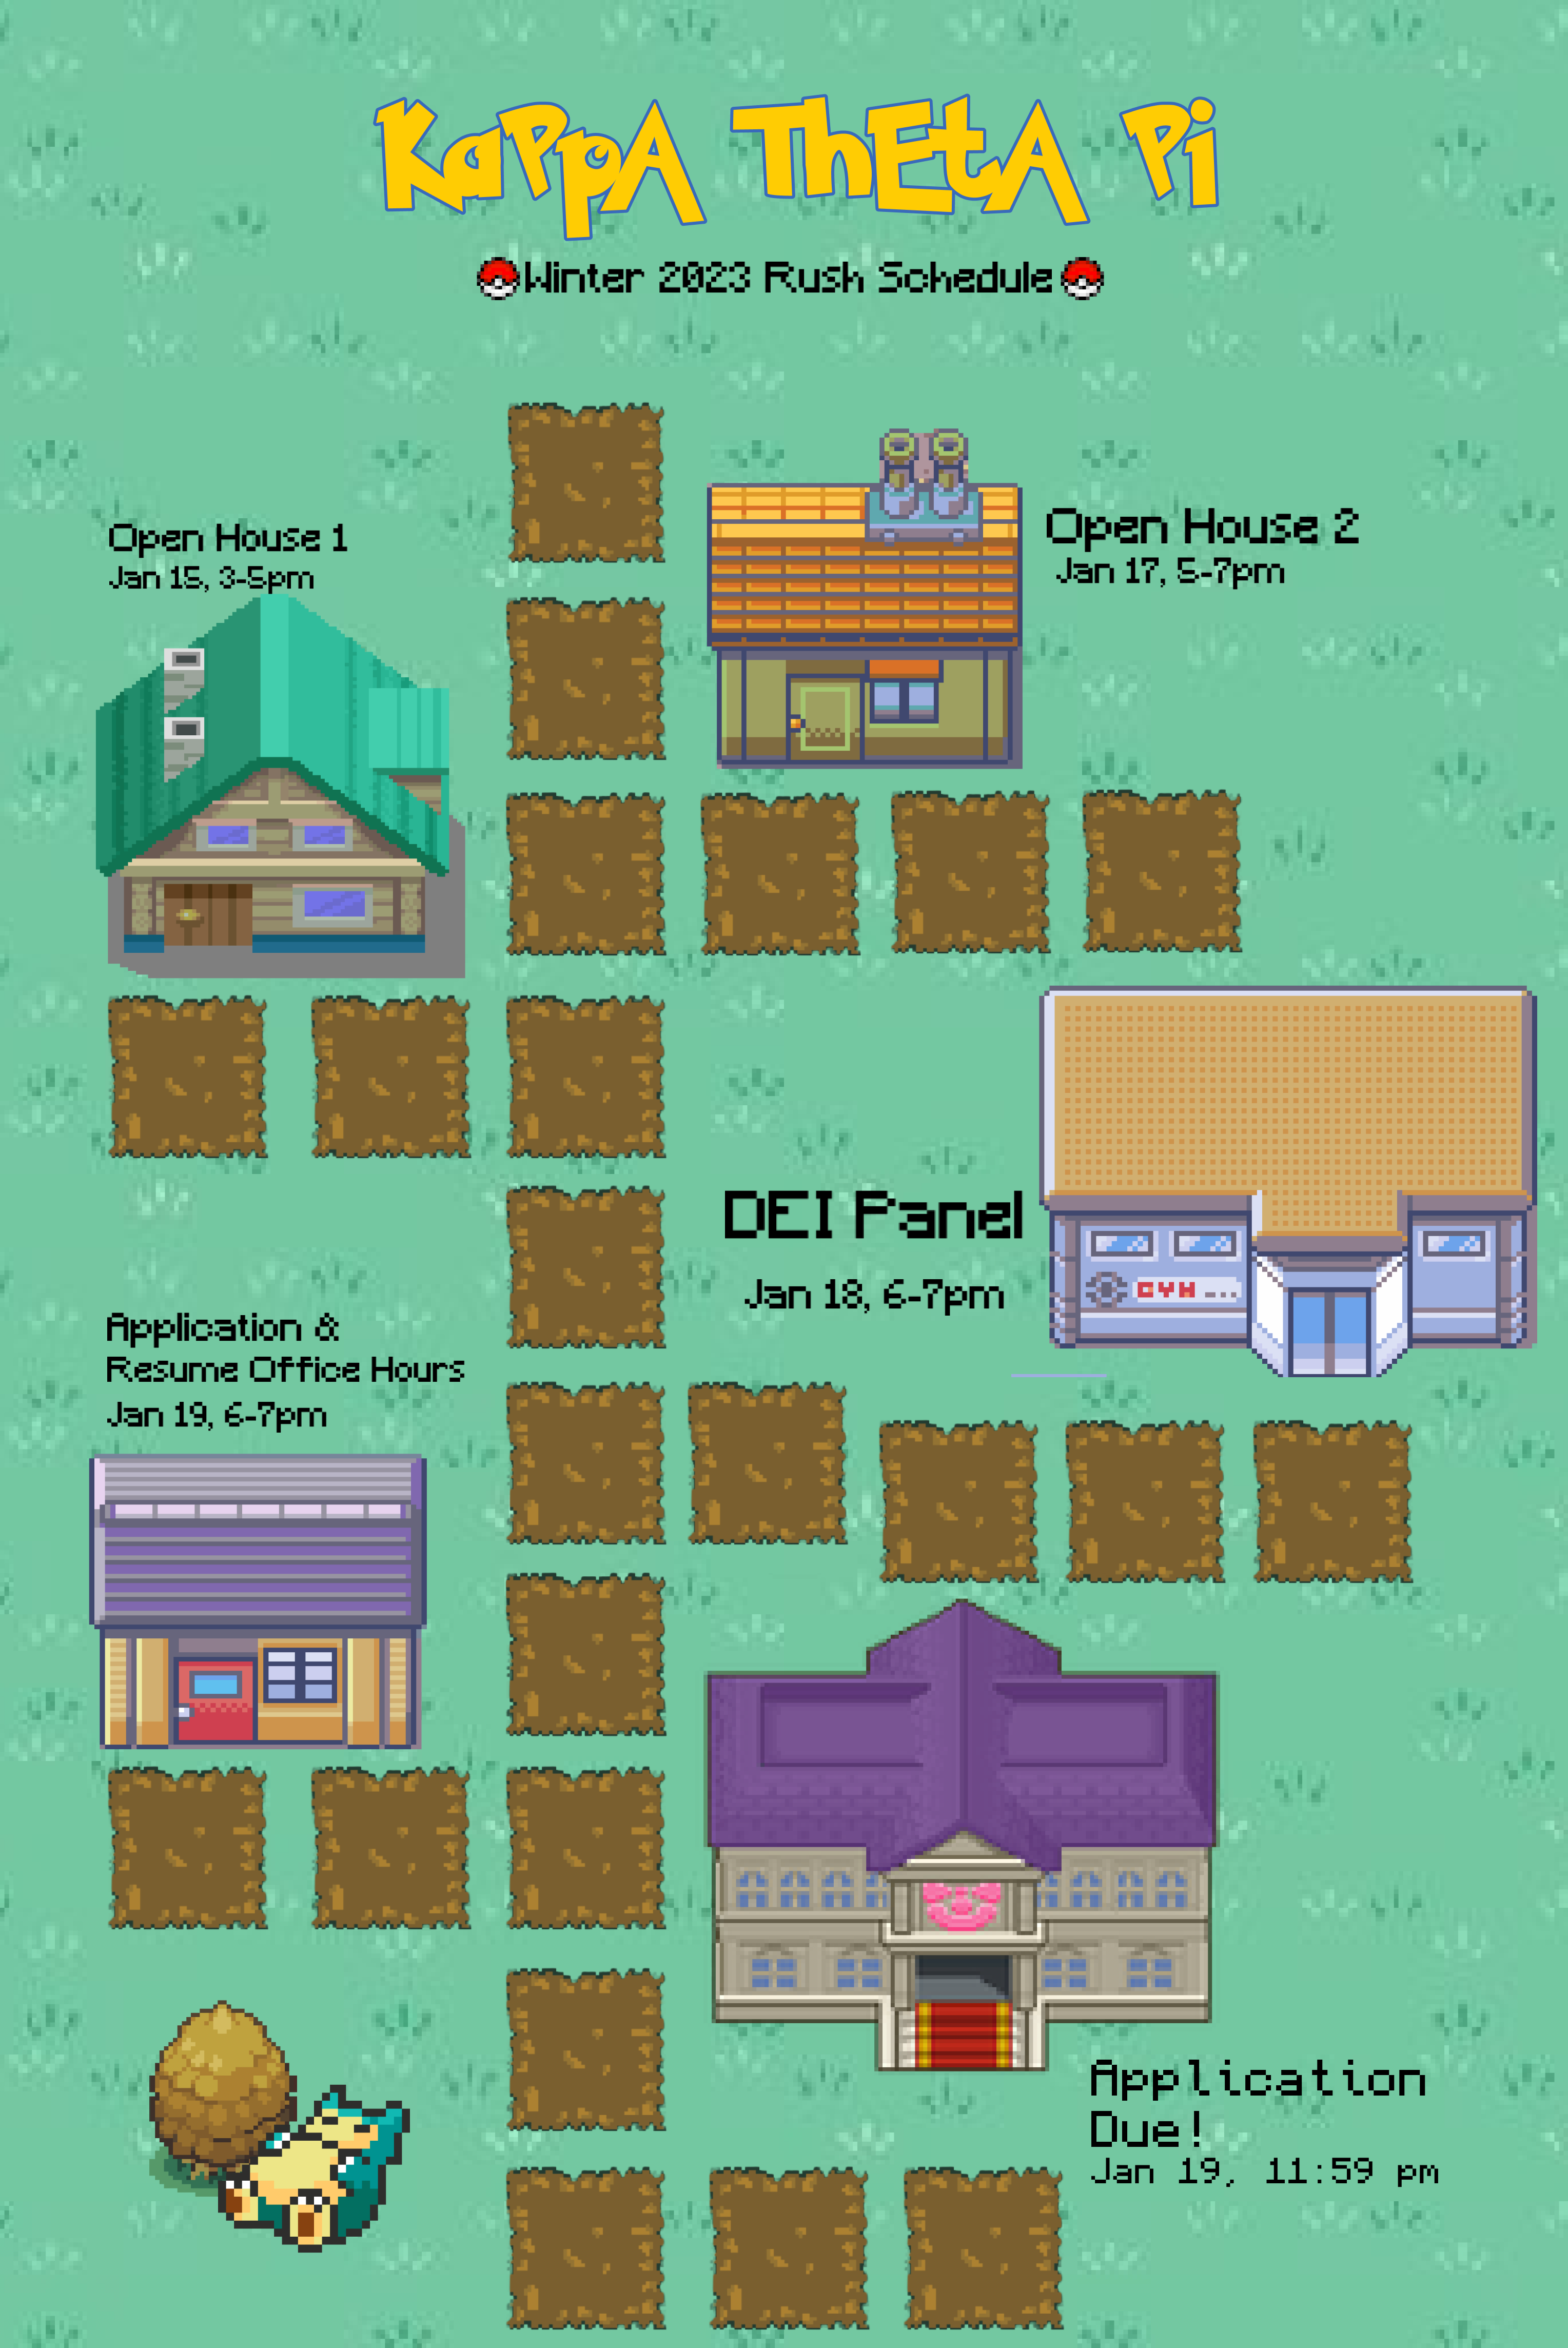 KaPpA ThEtA Pi
Winter 2023 Rush Schedule
Open House 1
Jan 15, 3-5pm
Open House 2
Jan 17, 5-7pm
DEI Panel
Jan 18, 6-7pm
GYM ...
Application &
Resume Office Hours
Jan 19, 6-7pm
Application
Due!
Jan 19, 11:59 pm